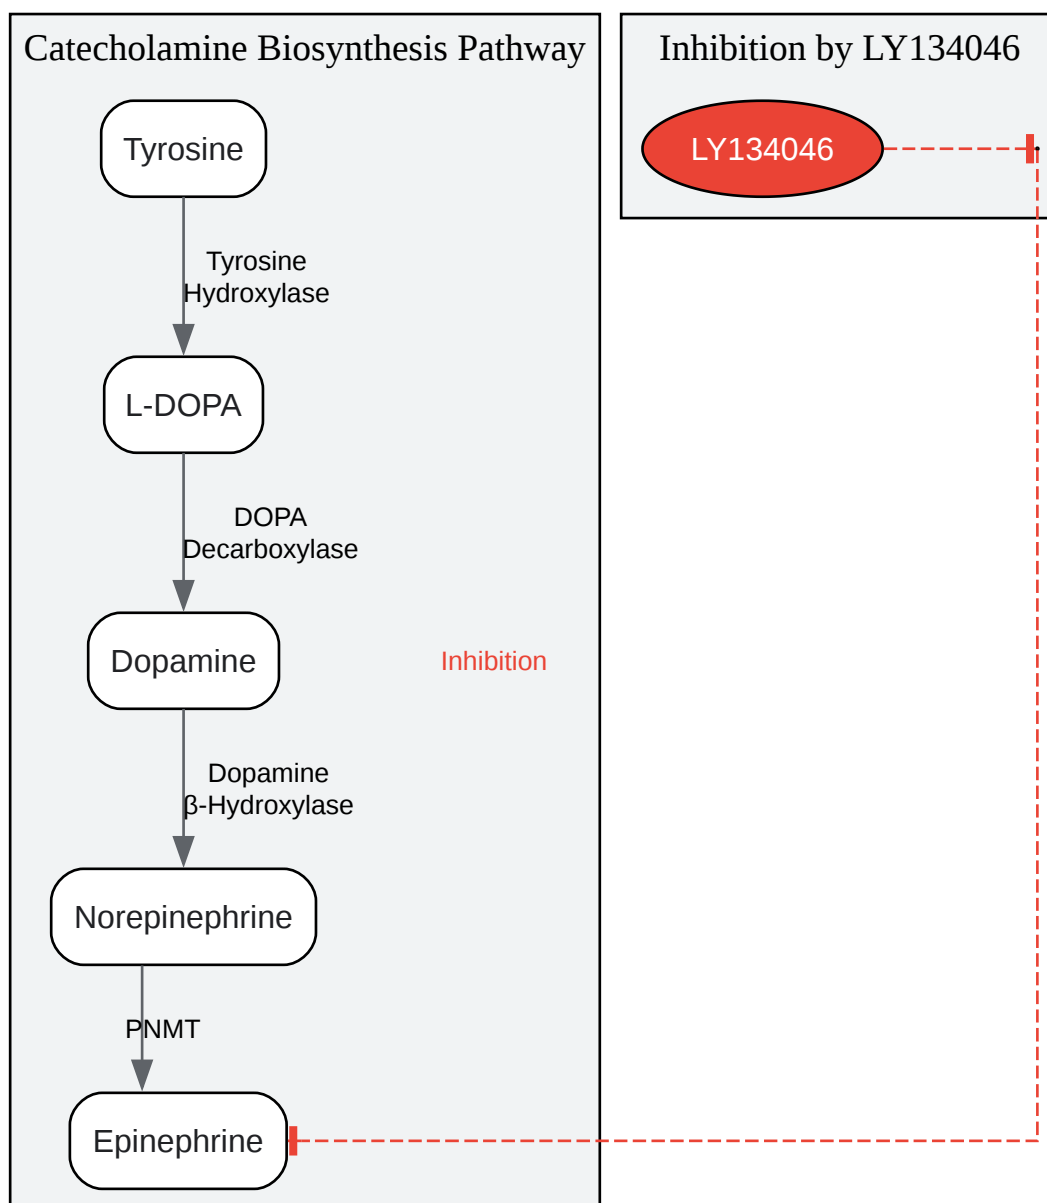 Catecholamine Biosynthesis Pathway
Tyrosine
Tyrosine
Hydroxylase
L-DOPA
DOPA
Decarboxylase
Dopamine
Inhibition
Dopamine
β-Hydroxylase
Norepinephrine
PNMT
Epinephrine
Inhibition by LY134046
LY134046